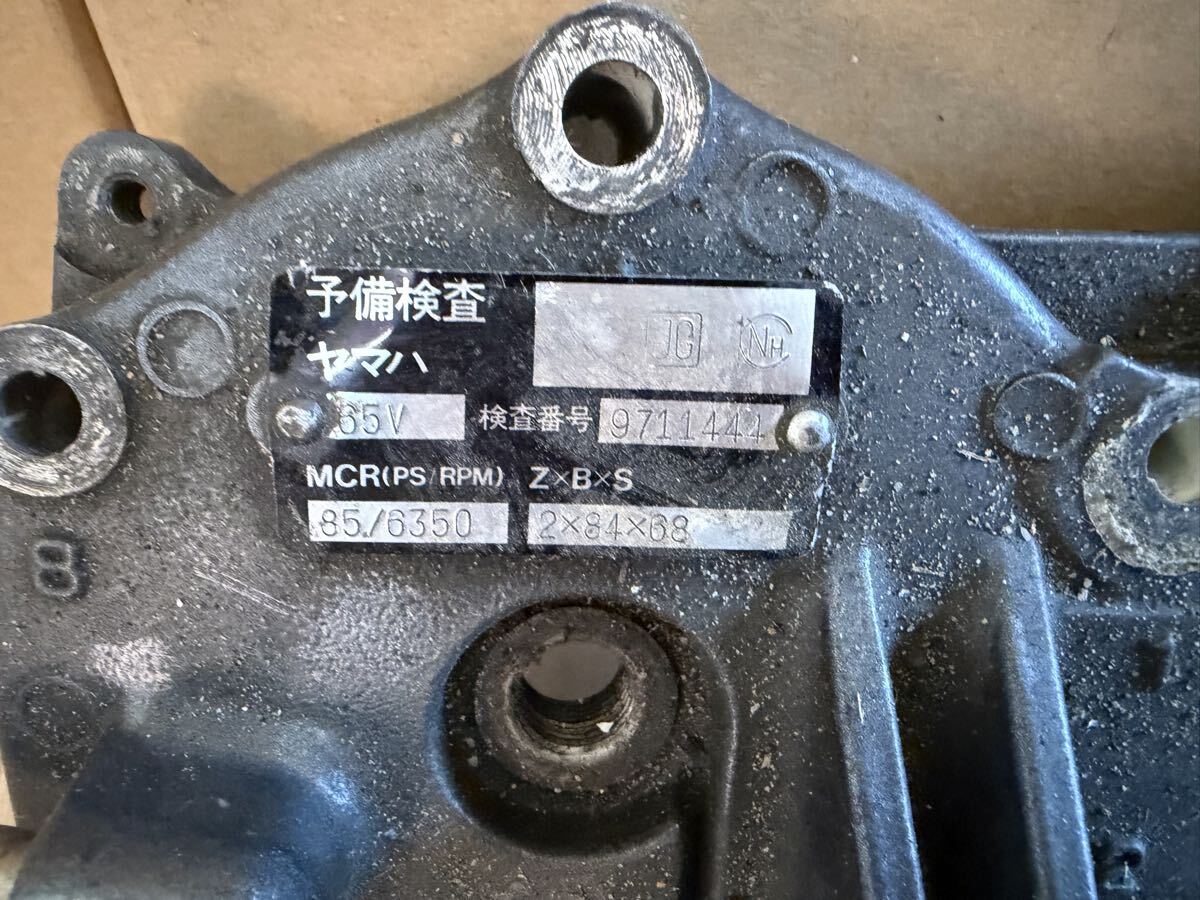 予備検査
JG NH
ヤマハ
65V 検査番号 9711444
MCR(PS/RPM) Z×B×S
85/6350 2×84×68
8